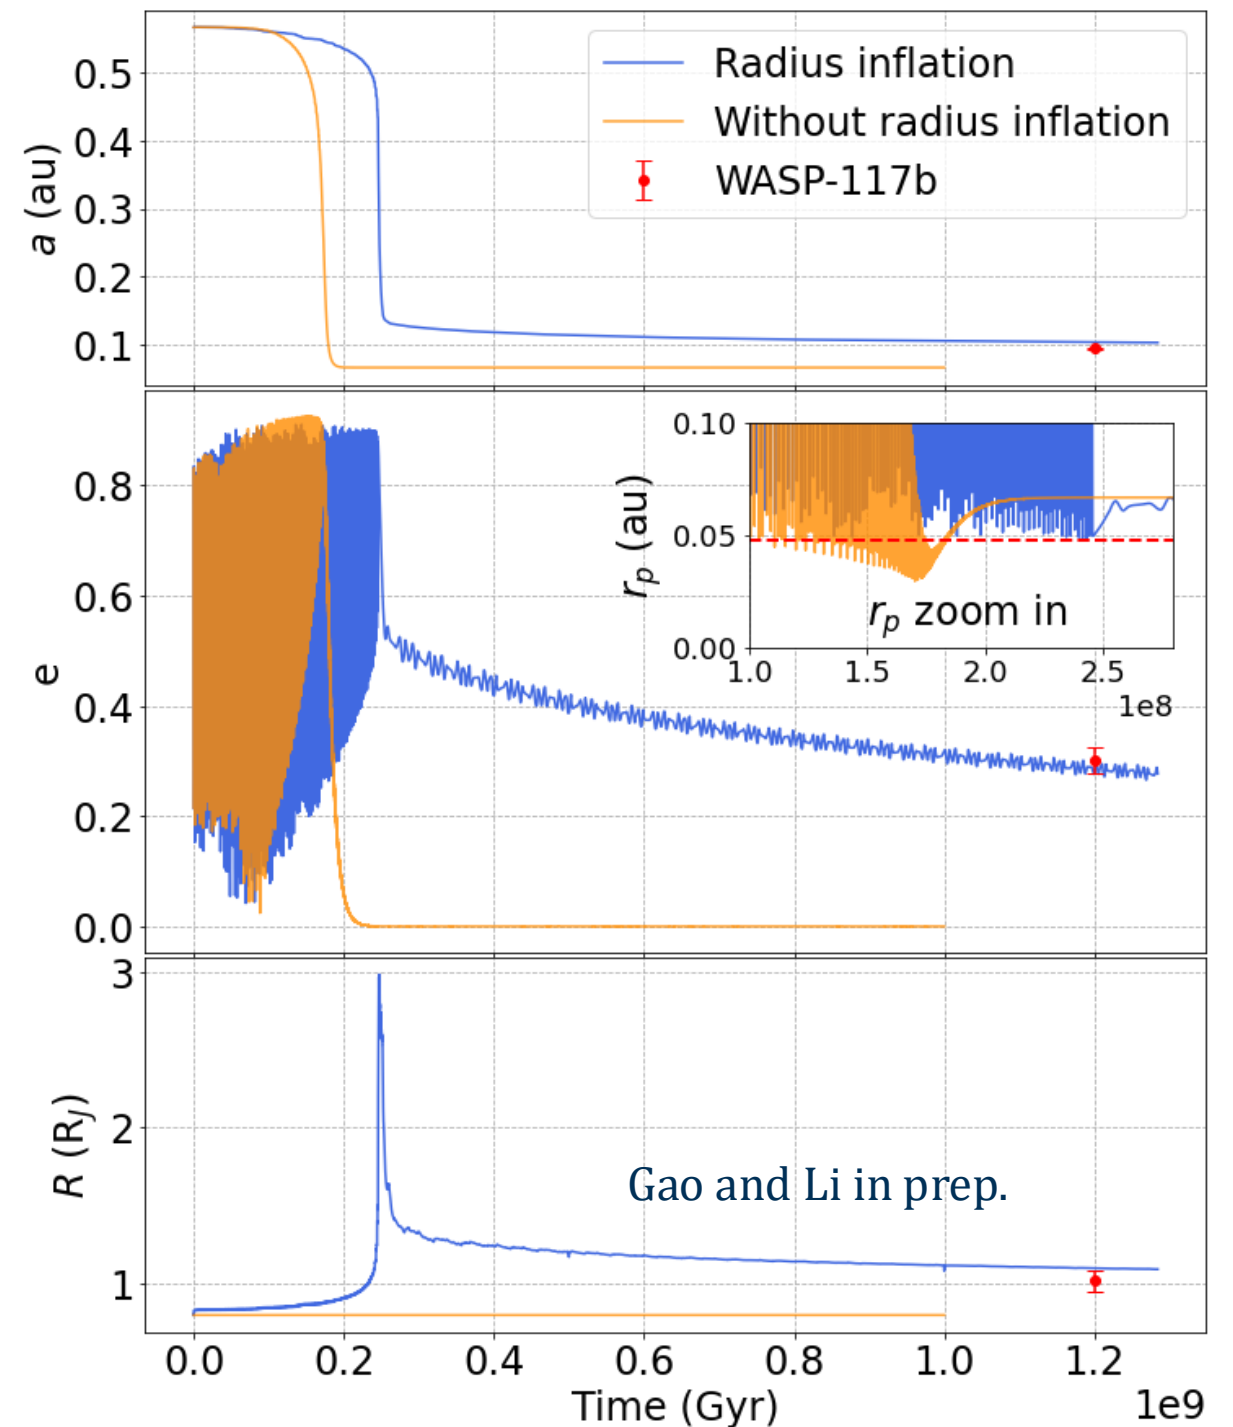 a (au)
0.5
0.4
0.3
0.2
0.1
Radius inflation
Without radius inflation
WASP-117b
e
0.8
0.6
0.4
0.2
0.0
r_p (au)
0.10
0.05
0.00
r_p zoom in
1.0 1.5 2.0 2.5
1e8
R (R_J)
3
2
1
Gao and Li in prep.
0.0 0.2 0.4 0.6 0.8 1.0 1.2
Time (Gyr)
1e9